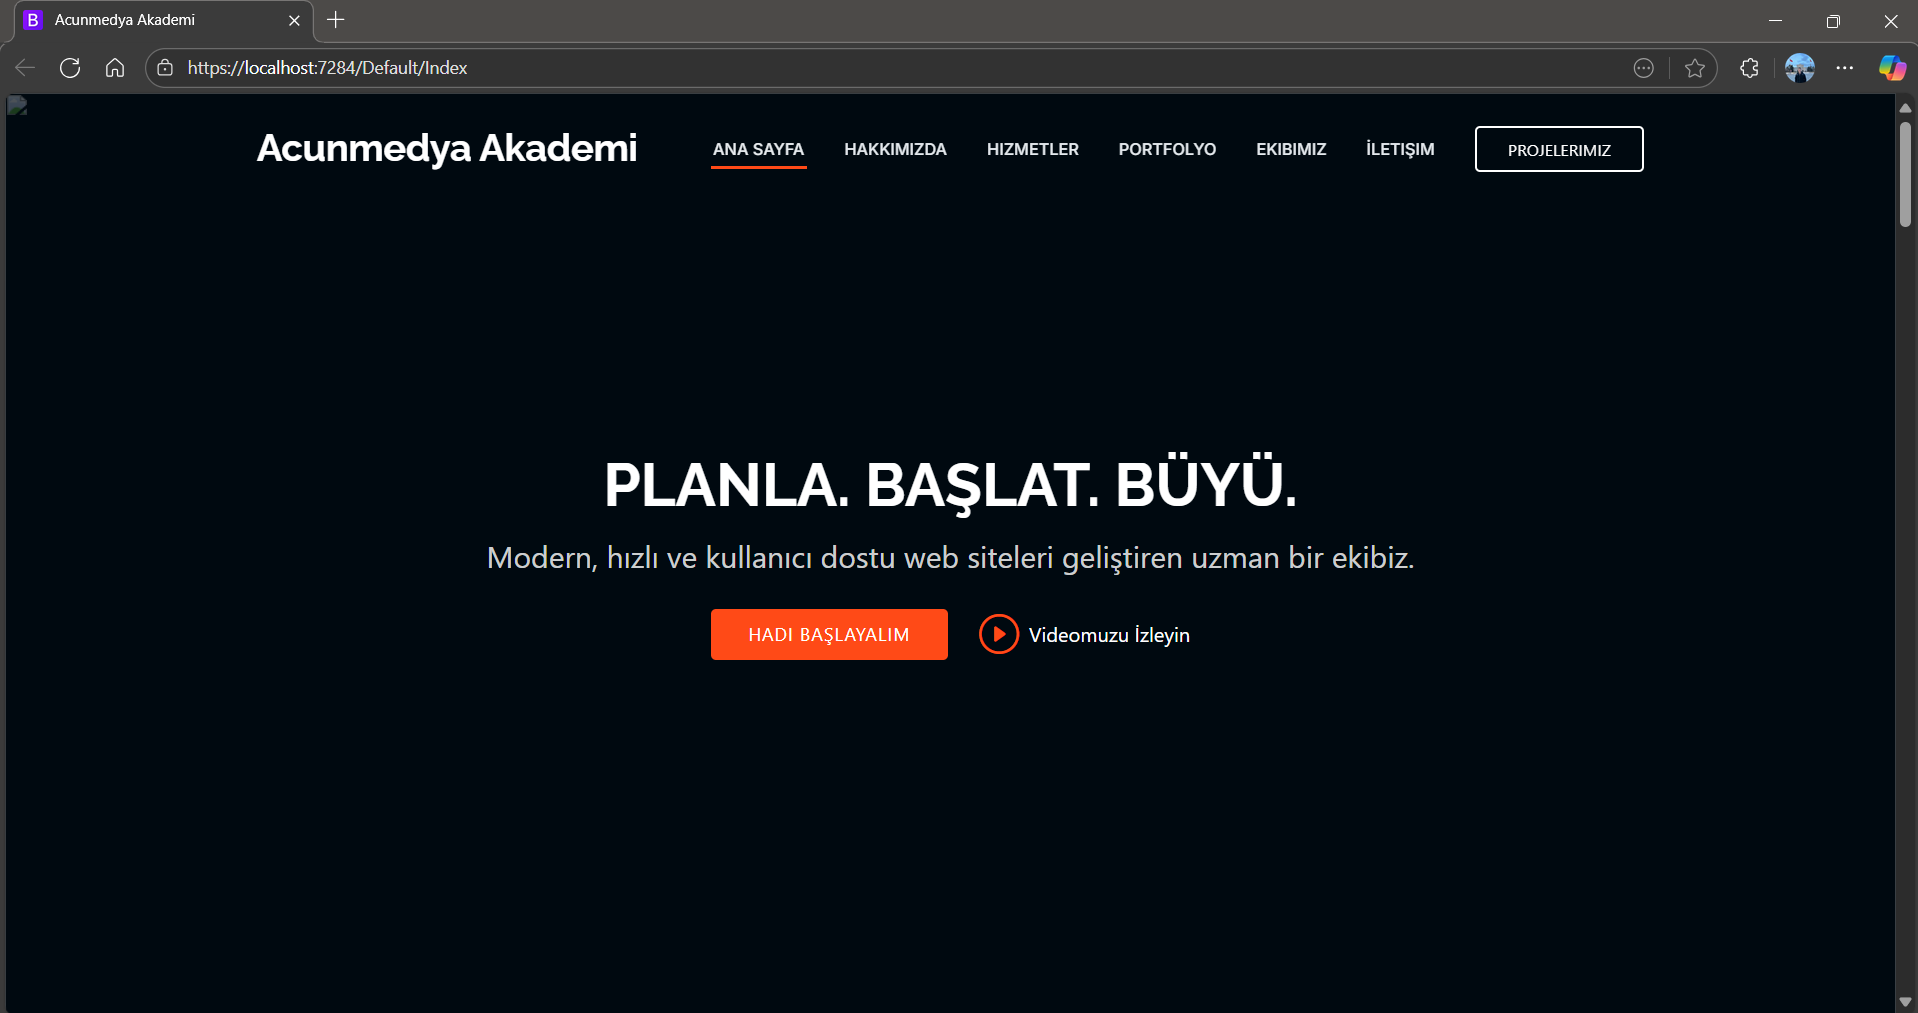 Acunmedya Akademi
https://localhost:7284/Default/Index
Acunmedya Akademi
ANA SAYFA HAKKIMIZDA HIZMETLER PORTFOLYO EKIBIMIZ İLETIŞIM PROJELERIMIZ
PLANLA. BAŞLAT. BÜYÜ.
Modern, hızlı ve kullanıcı dostu web siteleri geliştiren uzman bir ekibiz.
HADI BAŞLAYALIM Videomuzu İzleyin